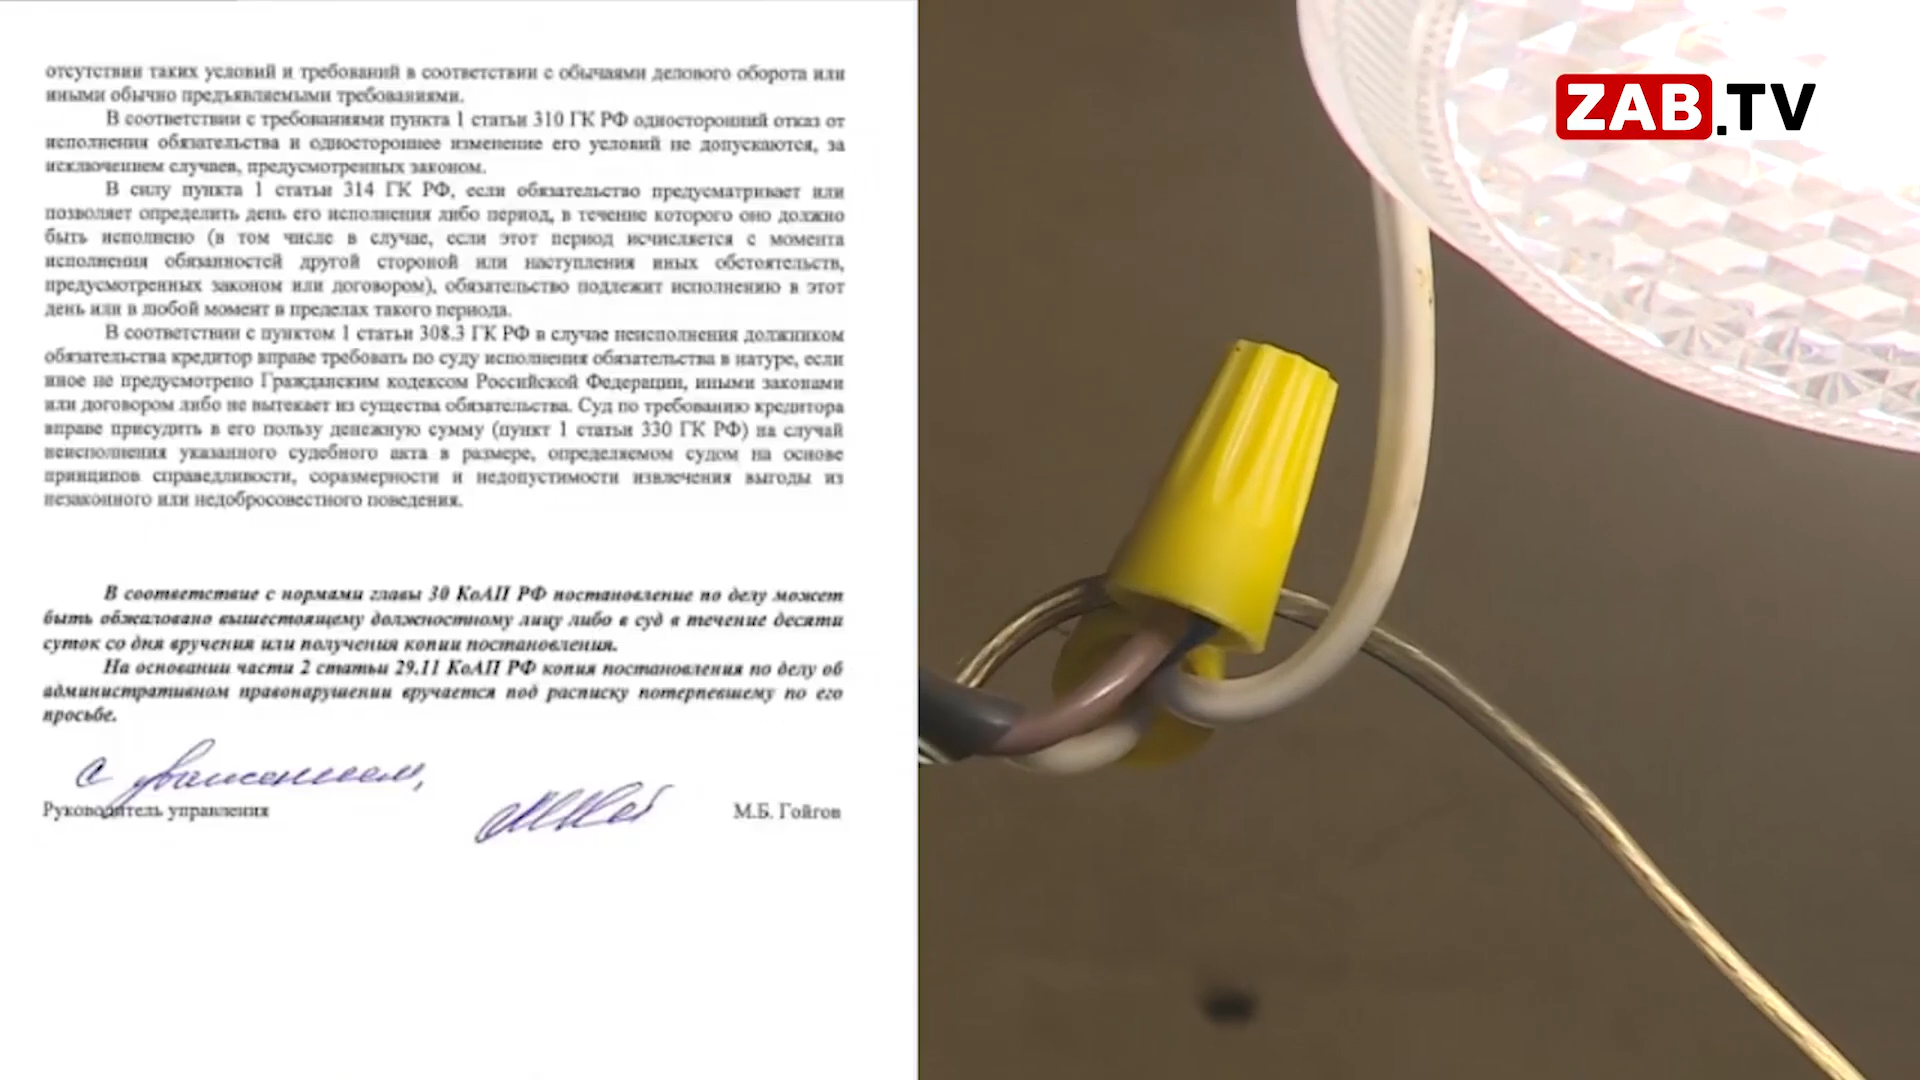 отсутствии таких условий и требований в соответствии с обычаями делового оборота или
иными обычно предъявляемыми требованиями.
В соответствии с требованиями пункта 1 статьи 310 ГК РФ односторонний отказ от
исполнения обязательства и одностороннее изменение его условий не допускаются, за
исключением случаев, предусмотренных законом.
В силу пункта 1 статьи 314 ГК РФ, если обязательство предусматривает или
позволяет определить день его исполнения либо период, в течение которого оно должно
быть исполнено (в том числе в случае, если этот период исчисляется с момента
исполнения обязанностей другой стороной или наступления иных обстоятельств,
предусмотренных законом или договором), обязательство подлежит исполнению в этот
день или в любой момент в пределах такого периода.
В соответствии с пунктом 1 статьи 308.3 ГК РФ в случае неисполнения должником
обязательства кредитор вправе требовать по суду исполнения обязательства в натуре, если
иное не предусмотрено Гражданским кодексом Российской Федерации, иными законами
или договором либо не вытекает из существа обязательства. Суд по требованию кредитора
вправе присудить в его пользу денежную сумму (пункт 1 статьи 330 ГК РФ) на случай
неисполнения указанного судебного акта в размере, определяемом судом на основе
принципов справедливости, соразмерности и недопустимости извлечения выгоды из
незаконного или недобросовестного поведения.
В соответствие с нормами главы 30 КоАП РФ постановление по делу может
быть обжаловано вышестоящему должностному лицу либо в суд в течение десяти
суток со дня вручения или получения копии постановления.
На основании части 2 статьи 29.11 КоАП РФ копия постановления по делу об
административном правонарушении вручается под расписку потерпевшему по его
просьбе.
С уважением,
Руководитель управления М.Б. Гойгов
ZAB.TV